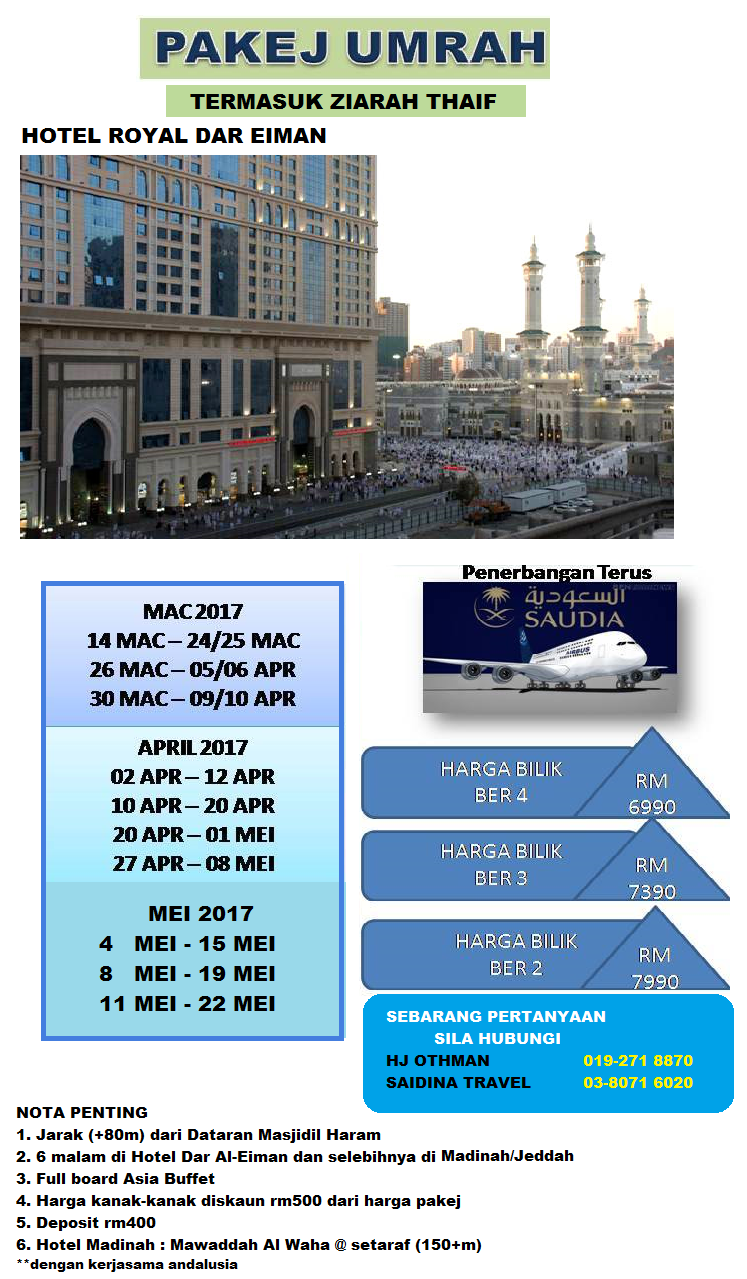 PAKEJ UMRAH
TERMASUK ZIARAH THAIF
HOTEL ROYAL DAR EIMAN
MAC 2017
14 MAC – 24/25 MAC
26 MAC – 05/06 APR
30 MAC – 09/10 APR
APRIL 2017
02 APR – 12 APR
10 APR – 20 APR
20 APR – 01 MEI
27 APR – 08 MEI
MEI 2017
4 MEI - 15 MEI
8 MEI - 19 MEI
11 MEI - 22 MEI
Penerbangan Terus
السعودية
SAUDIA
AIRBUS
HARGA BILIK
BER 4
RM
6990
HARGA BILIK
BER 3
RM
7390
HARGA BILIK
BER 2
RM
7990
SEBARANG PERTANYAAN
SILA HUBUNGI
HJ OTHMAN 019-271 8870
SAIDINA TRAVEL 03-8071 6020
NOTA PENTING
1. Jarak (+80m) dari Dataran Masjidil Haram
2. 6 malam di Hotel Dar Al-Eiman dan selebihnya di Madinah/Jeddah
3. Full board Asia Buffet
4. Harga kanak-kanak diskaun rm500 dari harga pakej
5. Deposit rm400
6. Hotel Madinah : Mawaddah Al Waha @ setaraf (150+m)
**dengan kerjasama andalusia